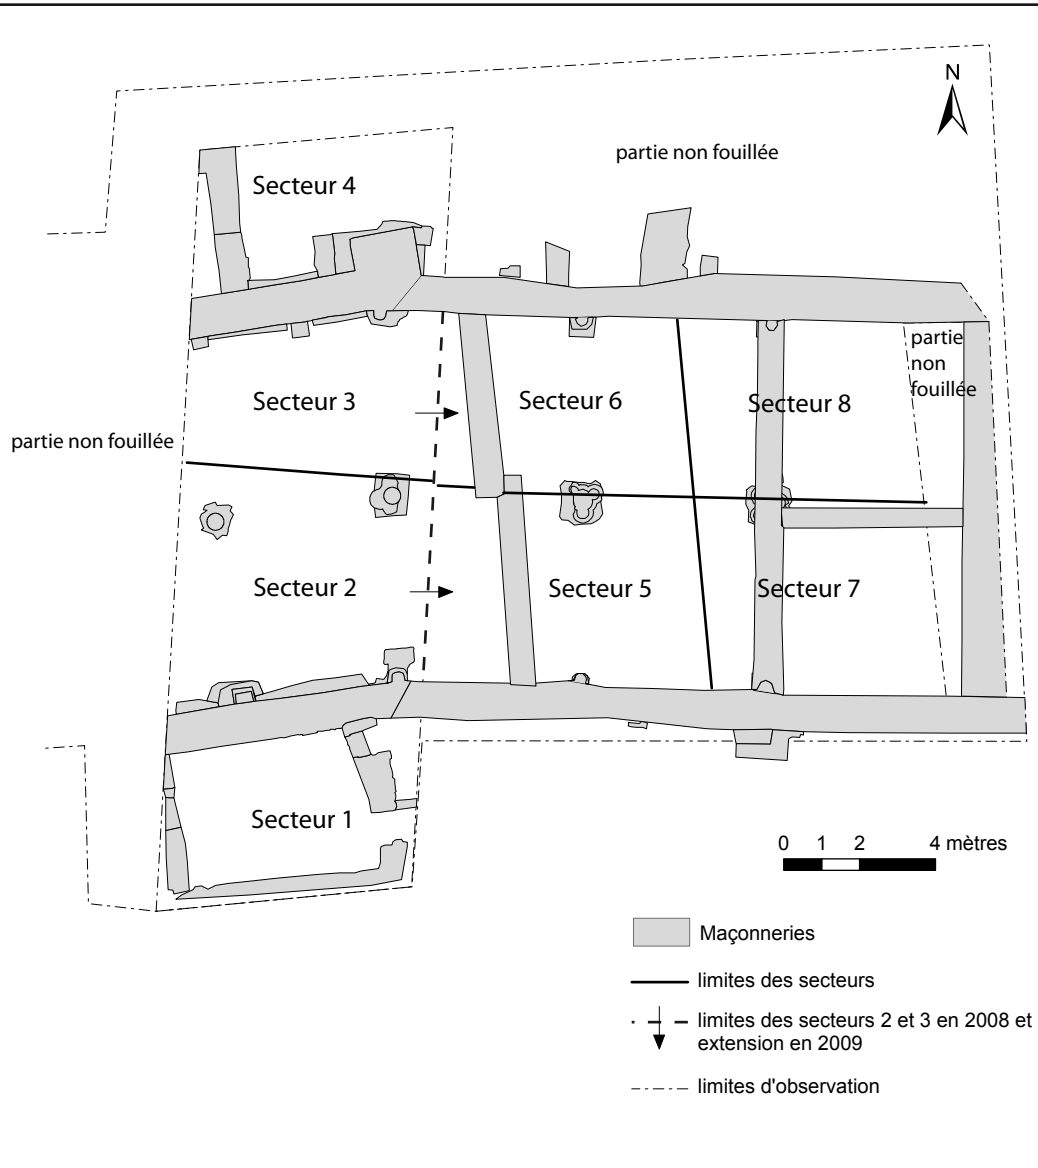 N
partie non fouillée
Secteur 4
partie
non
fouillée
Secteur 3
Secteur 6
Secteur 8
partie non fouillée
Secteur 2
Secteur 5
Secteur 7
Secteur 1
0 1 2 4 mètres
Maçonneries
limites des secteurs
limites des secteurs 2 et 3 en 2008 et
extension en 2009
limites d'observation